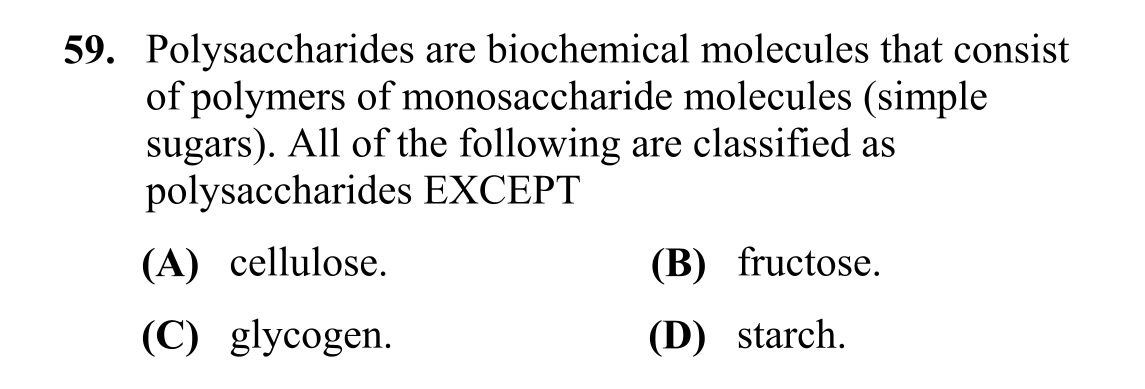 59. Polysaccharides are biochemical molecules that consist
of polymers of monosaccharide molecules (simple
sugars). All of the following are classified as
polysaccharides EXCEPT
(A) cellulose. (B) fructose.
(C) glycogen. (D) starch.